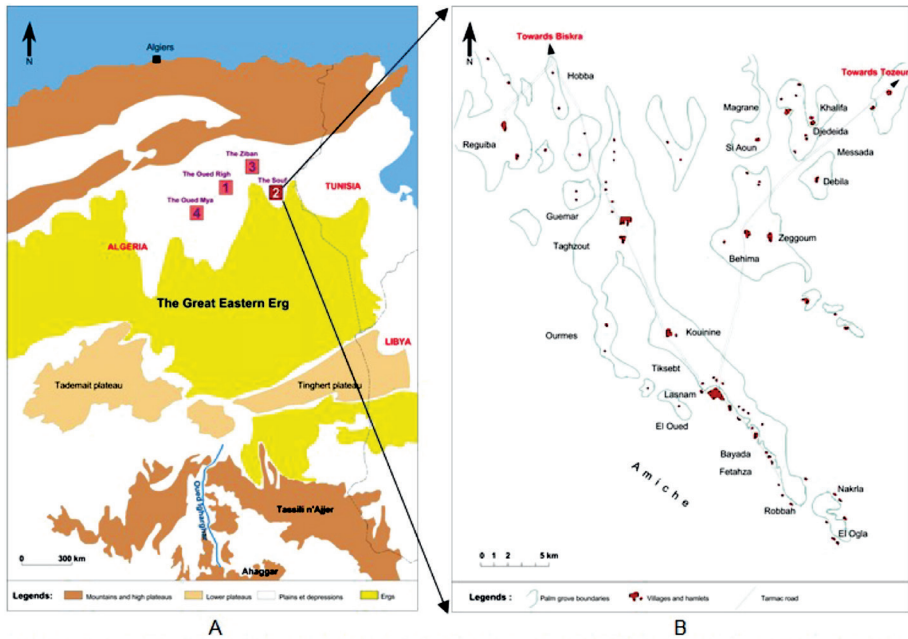 N
Algiers
The Ziban
3
The Oued Righ
1
The Souf
2
The Oued Mya
4
TUNISIA
ALGERIA
The Great Eastern Erg
LIBYA
Tademait plateau
Tinghert plateau
Oued Igharghar
Tassili n'Ajjer
Ahaggar
0 300 km
Legends: Mountains and high plateaus Lower plateaus Plains et depressions Ergs
A
N
Towards Biskra
Hobba
Towards Tozeur
Magrane
Khalifa
Reguiba
Djedeida
Si Aoun
Messada
Debila
Guemar
Taghzout
Zeggoum
Behima
Ourmes
Kouinine
Tiksebt
Lasnam
El Oued
Bayada
Fetahza
Amiche
Nakrla
Robbah
El Ogla
0 1 2 5 km
Legends : Palm grove boundaries Villages and hamlets Tarmac road
B